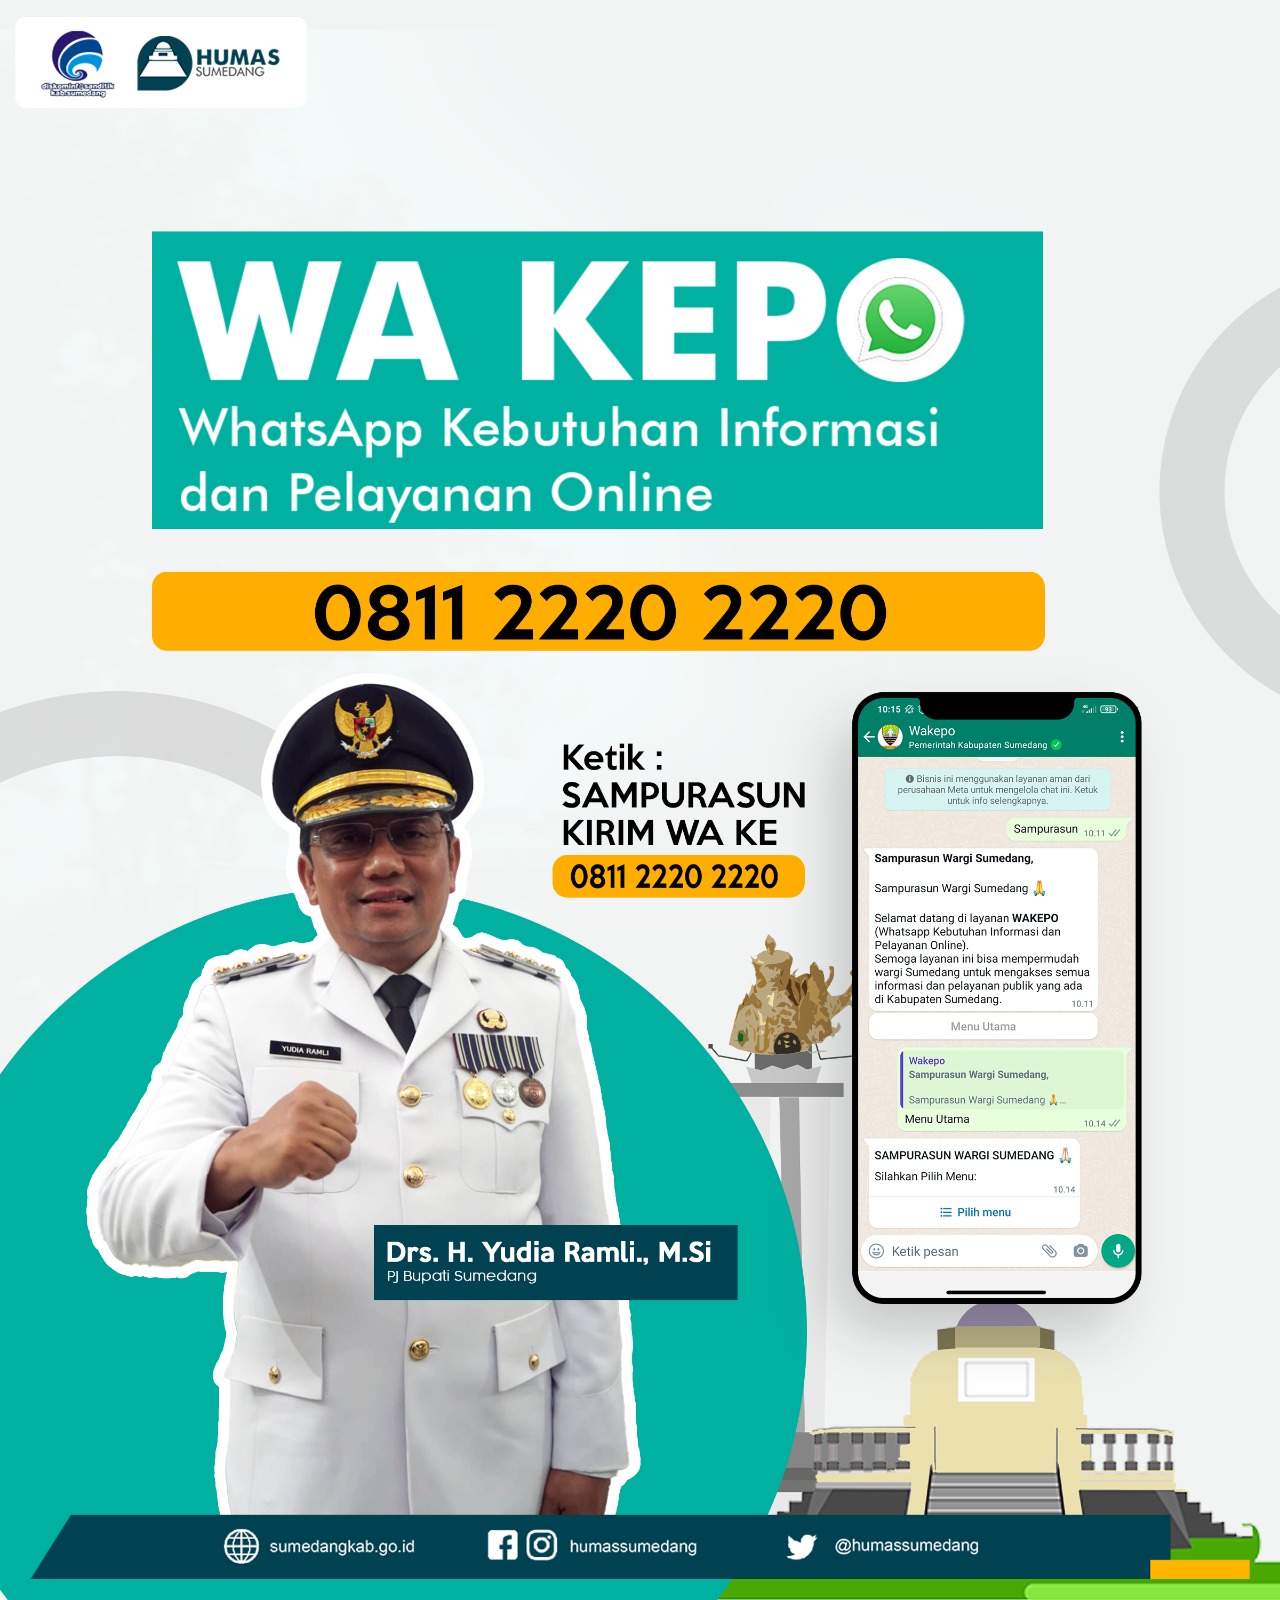 diskominfosanditik
kab.sumedang
HUMAS
SUMEDANG
WA KEPO
WhatsApp Kebutuhan Informasi
dan Pelayanan Online
0811 2220 2220
Ketik :
SAMPURASUN
KIRIM WA KE
0811 2220 2220
YUDIA RAMLI
Drs. H. Yudia Ramli., M.Si
PJ Bupati Sumedang
10:15
Wakepo
Pemerintah Kabupaten Sumedang
Bisnis ini menggunakan layanan aman dari
perusahaan Meta untuk mengelola chat ini. Ketuk
untuk info selengkapnya.
Sampurasun 10.11
Sampurasun Wargi Sumedang,
Sampurasun Wargi Sumedang 🙏
Selamat datang di layanan WAKEPO
(Whatsapp Kebutuhan Informasi dan
Pelayanan Online).
Semoga layanan ini bisa mempermudah
wargi Sumedang untuk mengakses semua
informasi dan pelayanan publik yang ada
di Kabupaten Sumedang. 10.11
Menu Utama
Wakepo
Sampurasun Wargi Sumedang,
Sampurasun Wargi Sumedang 🙏...
Menu Utama 10.14
SAMPURASUN WARGI SUMEDANG 🙏🏻
Silahkan Pilih Menu:
10.14
Pilih menu
Ketik pesan
sumedangkab.go.id
humassumedang
@humassumedang